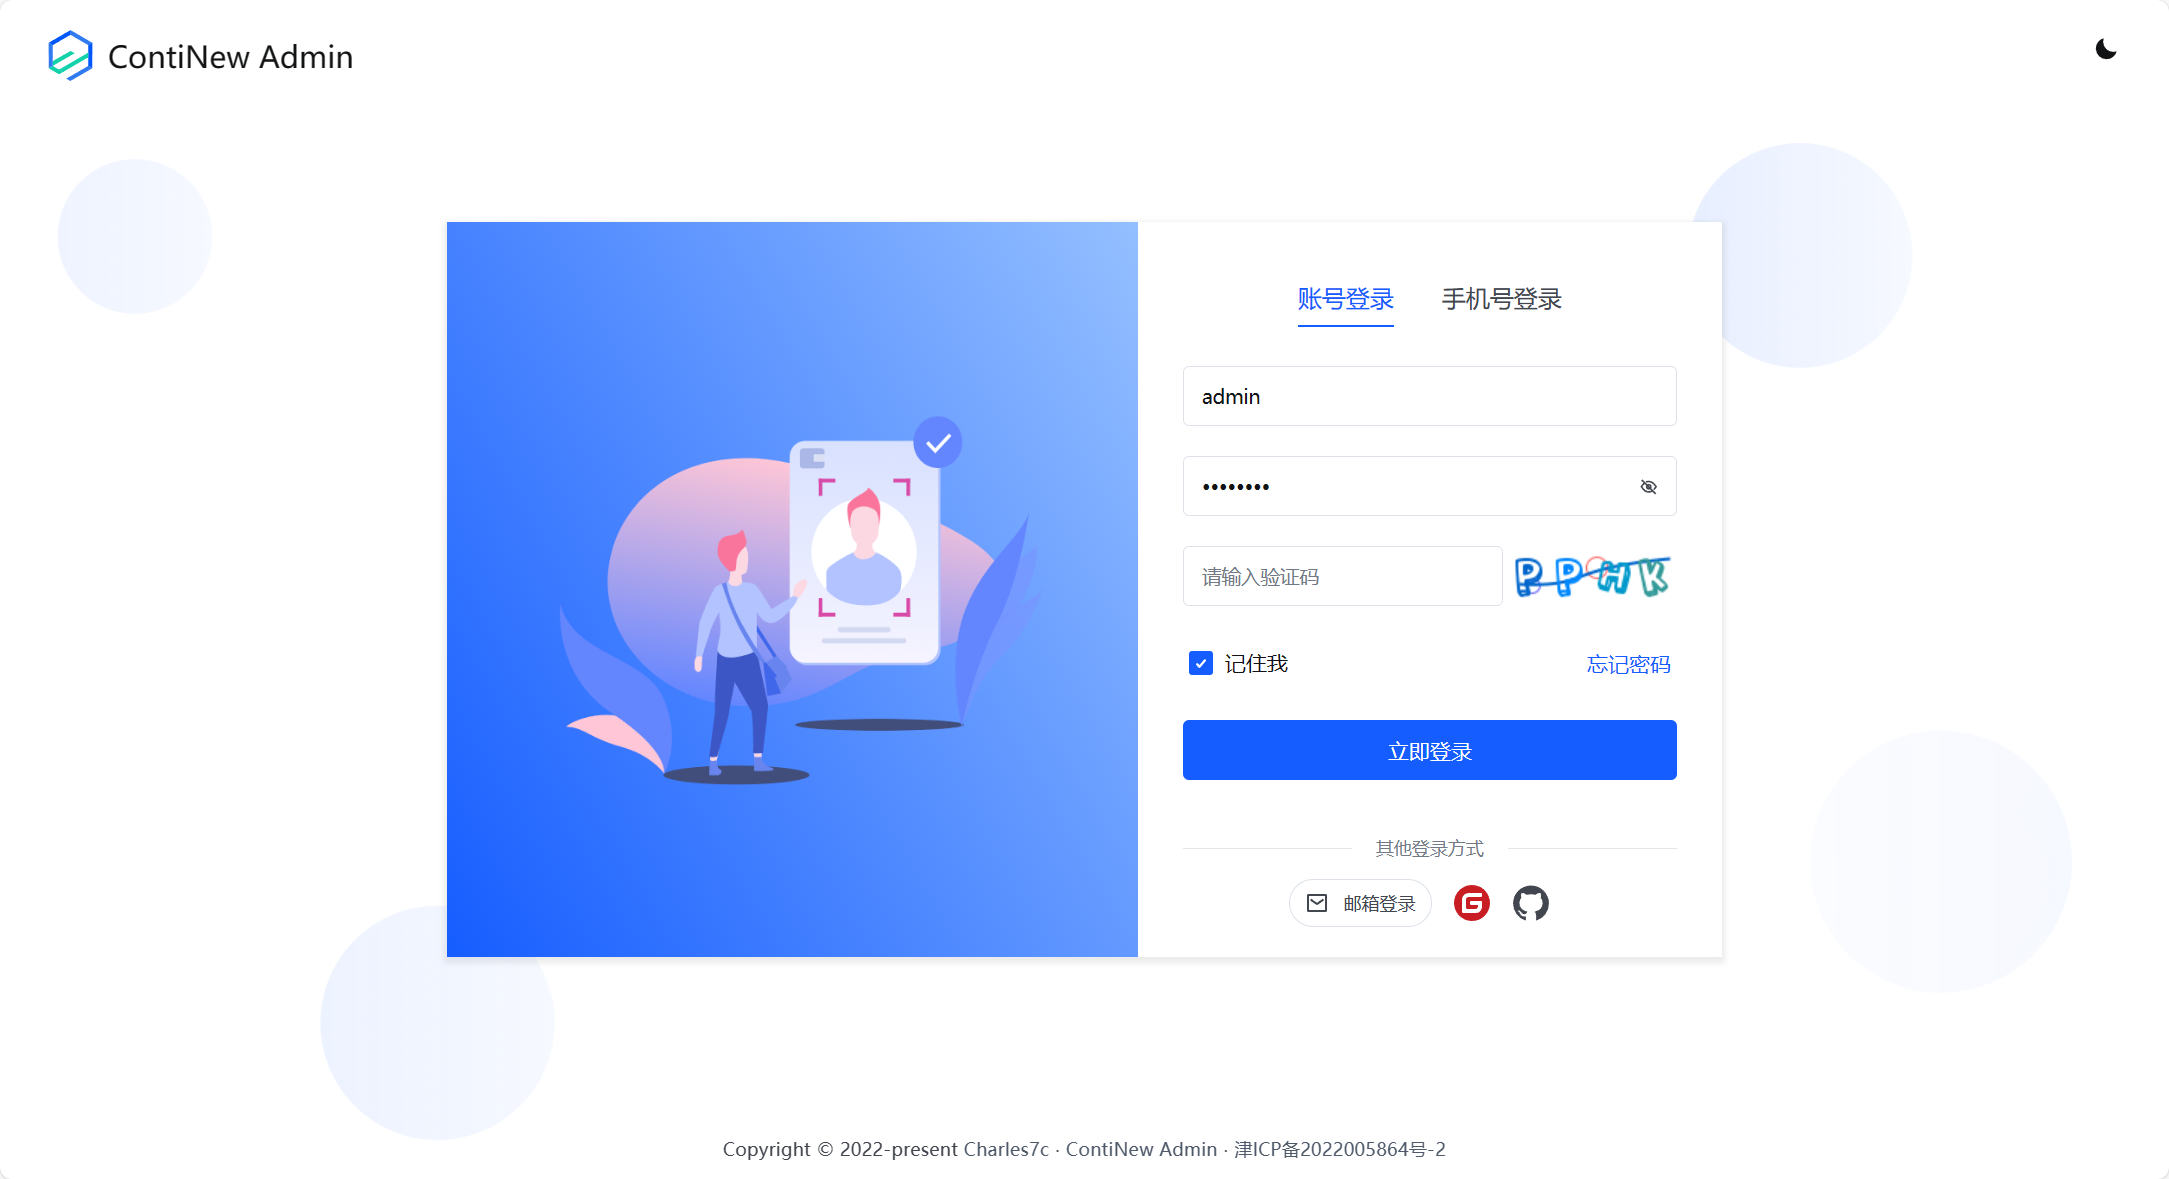 ContiNew Admin
账号登录 手机号登录
admin
••••••••
请输入验证码 PPHK
记住我 忘记密码
立即登录
其他登录方式
邮箱登录 G
Copyright © 2022-present Charles7c · ContiNew Admin · 津ICP备2022005864号-2